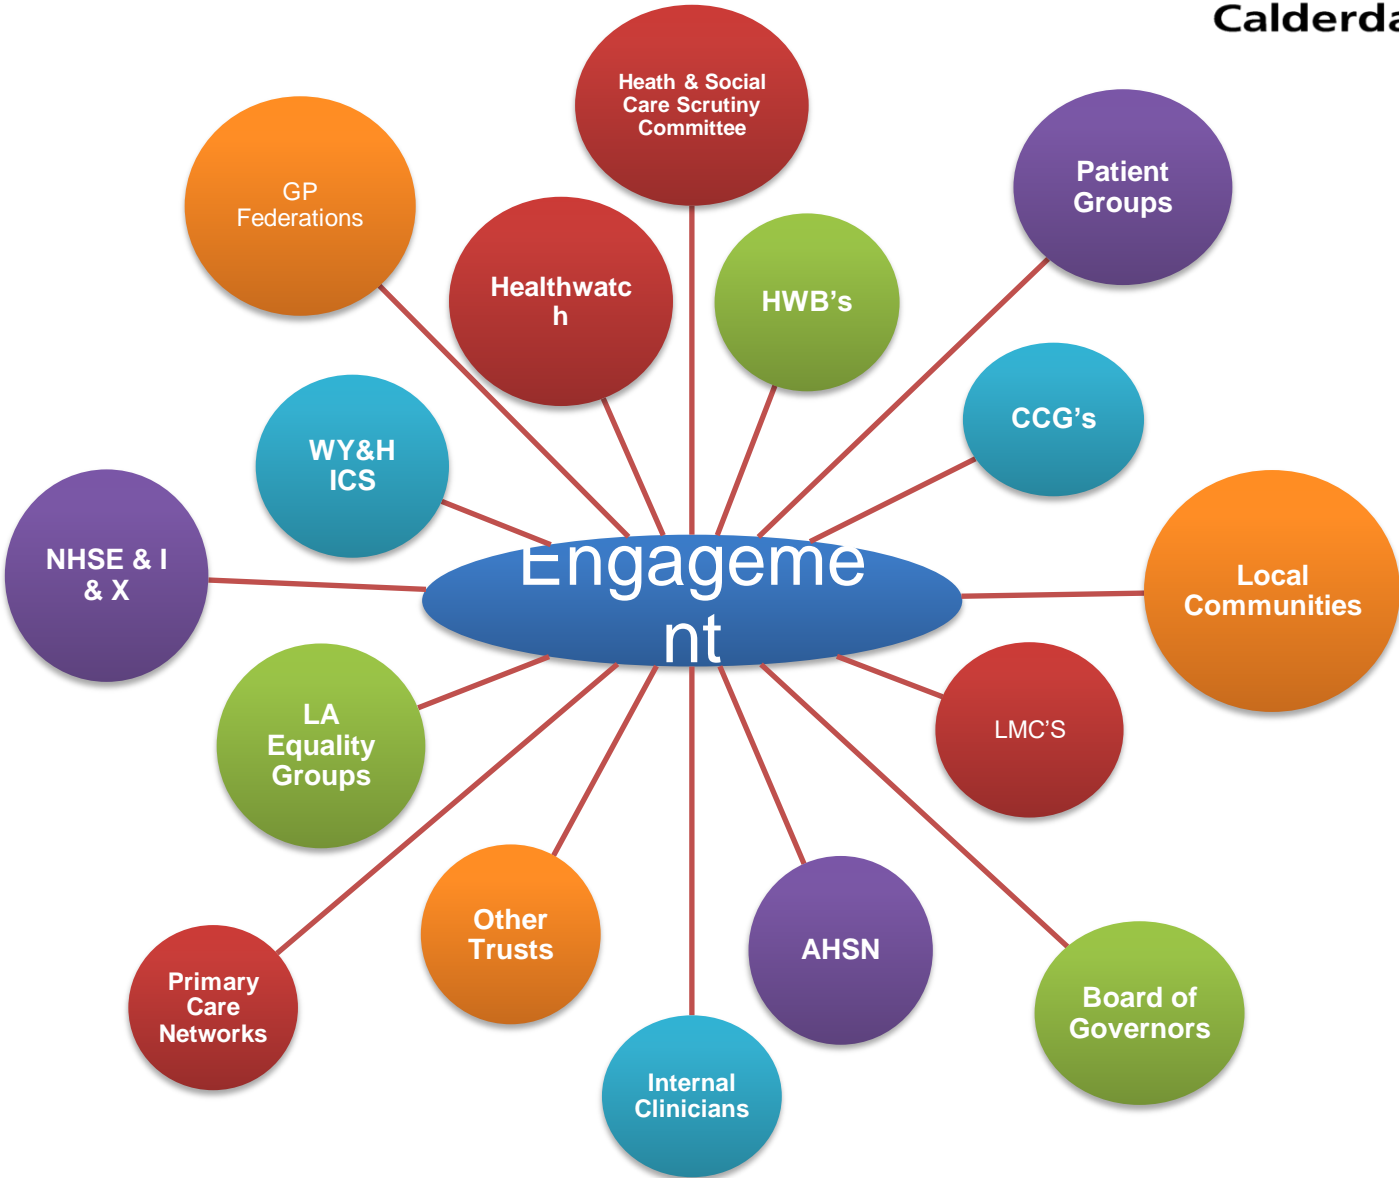 Calderda
Heath & Social
Care Scrutiny
Committee
Patient
Groups
GP
Federations
Healthwatc
h
HWB’s
CCG’s
WY&H
ICS
NHSE & I
& X
Engageme
nt
Local
Communities
LA
Equality
Groups
LMC’S
Other
Trusts
AHSN
Primary
Care
Networks
Board of
Governors
Internal
Clinicians